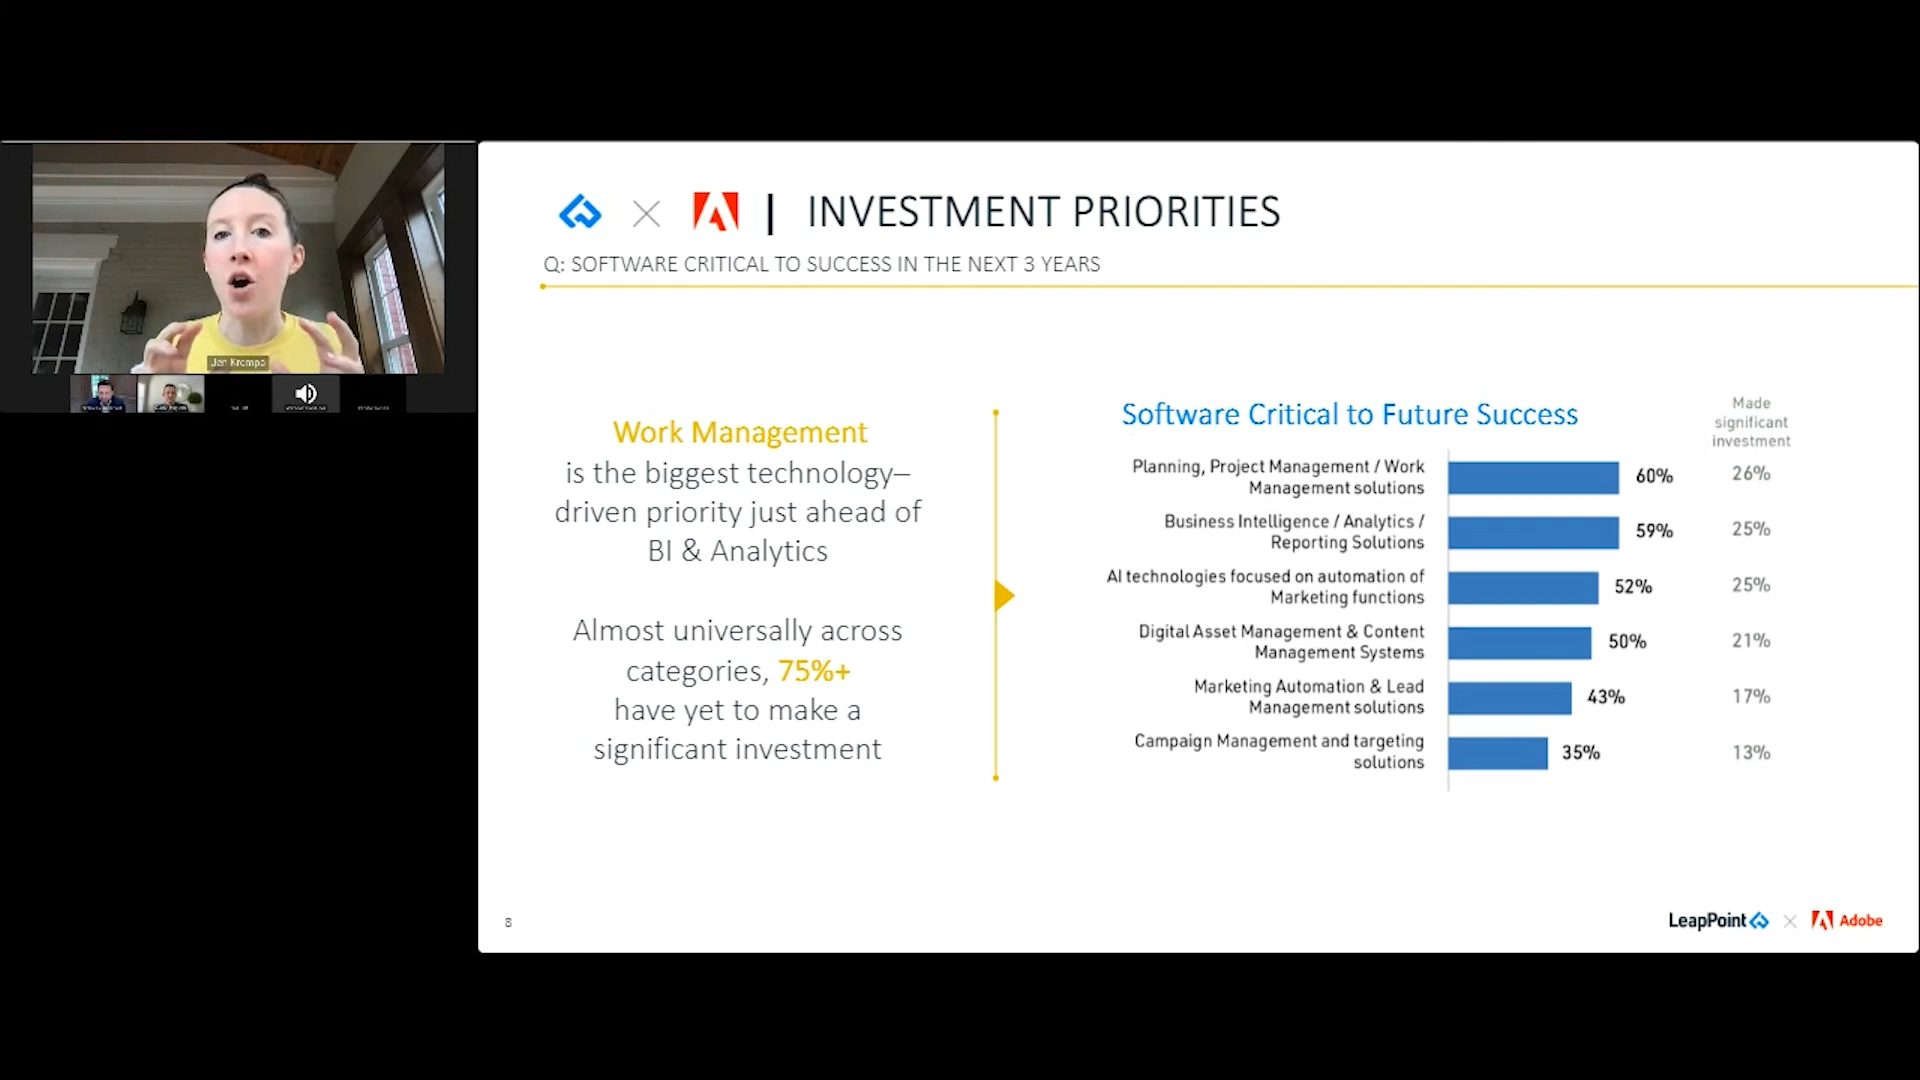 Jen Krompa
| INVESTMENT PRIORITIES
Q: SOFTWARE CRITICAL TO SUCCESS IN THE NEXT 3 YEARS
Work Management
is the biggest technology–
driven priority just ahead of
BI & Analytics
Almost universally across
categories, 75%+
have yet to make a
significant investment
Software Critical to Future Success
Made
significant
investment
Planning, Project Management / Work
Management solutions
60%
26%
Business Intelligence / Analytics /
Reporting Solutions
59%
25%
AI technologies focused on automation of
Marketing functions
52%
25%
Digital Asset Management & Content
Management Systems
50%
21%
Marketing Automation & Lead
Management solutions
43%
17%
Campaign Management and targeting
solutions
35%
13%
8
LeapPoint
Adobe